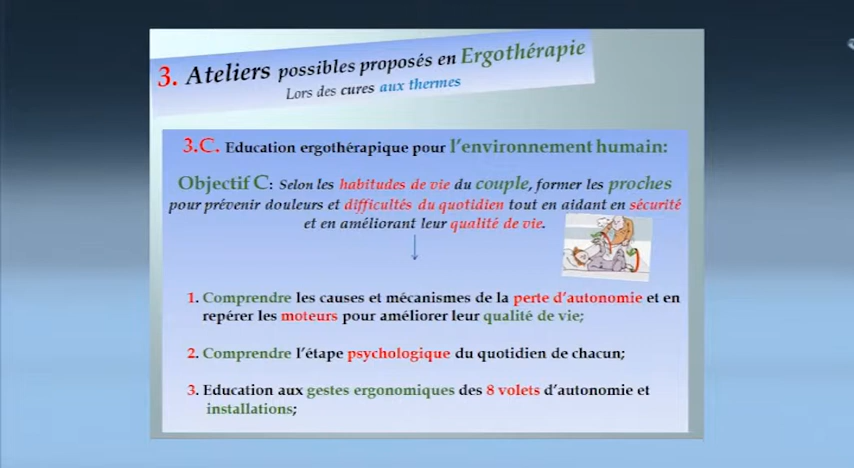 3. Ateliers possibles proposés en Ergothérapie
Lors des cures aux thermes
3.C. Education ergothérapique pour l'environnement humain:
Objectif C: Selon les habitudes de vie du couple, former les proches
pour prévenir douleurs et difficultés du quotidien tout en aidant en sécurité
et en améliorant leur qualité de vie.
1. Comprendre les causes et mécanismes de la perte d'autonomie et en
repérer les moteurs pour améliorer leur qualité de vie;
2. Comprendre l'étape psychologique du quotidien de chacun;
3. Education aux gestes ergonomiques des 8 volets d'autonomie et
installations;